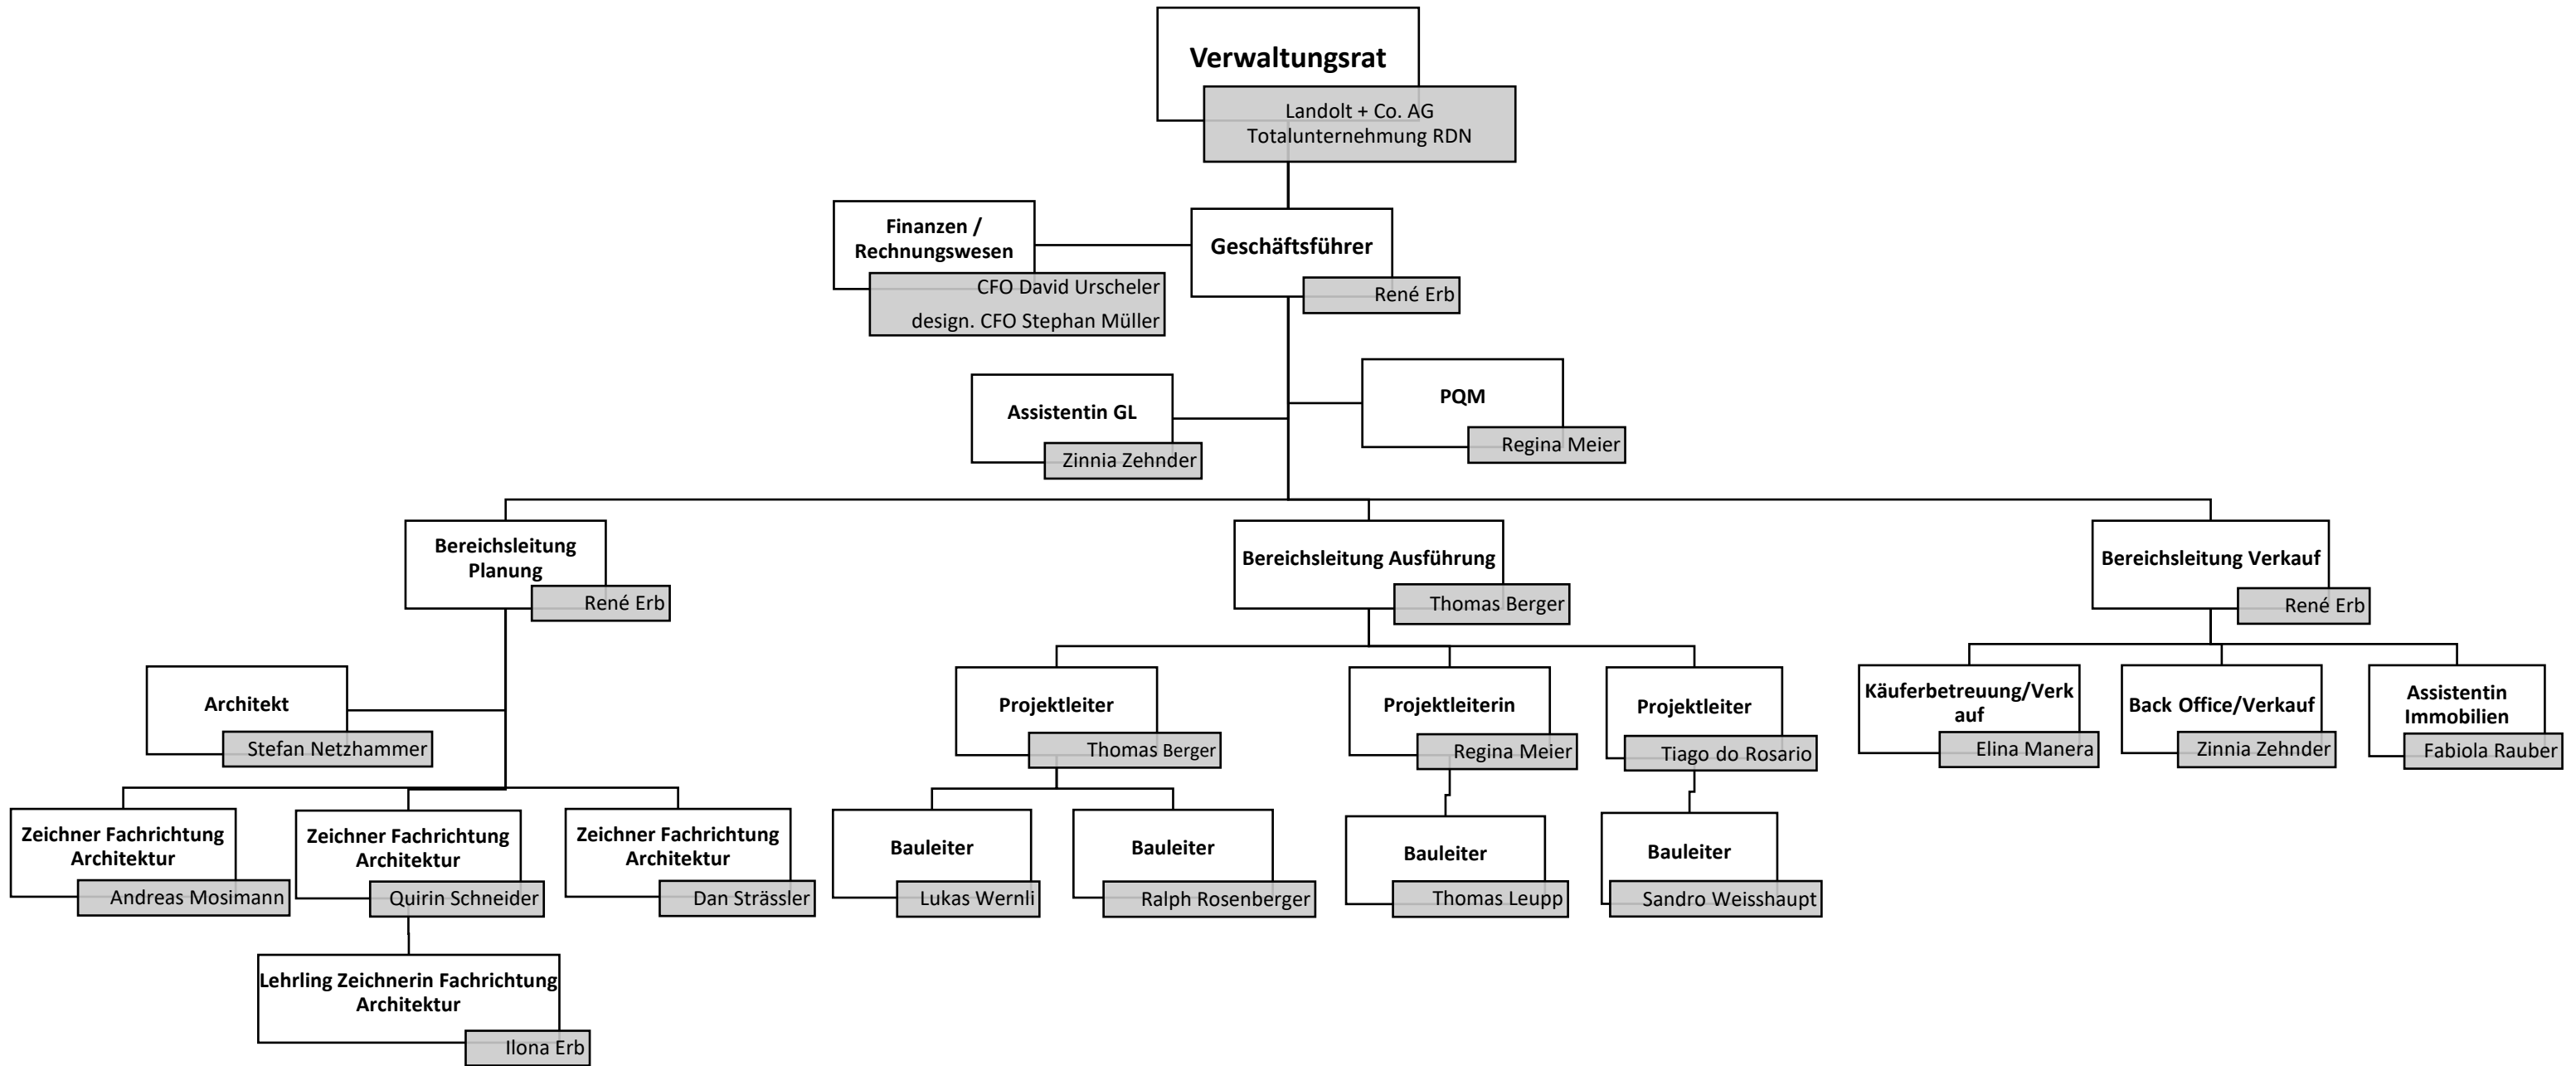 Verwaltungsrat
Landolt + Co. AG
Totalunternehmung RDN
Finanzen /
Rechnungswesen
CFO David Urscheler
design. CFO Stephan Müller
Geschäftsführer
René Erb
Assistentin GL
Zinnia Zehnder
PQM
Regina Meier
Bereichsleitung
Planung
René Erb
Bereichsleitung Ausführung
Thomas Berger
Bereichsleitung Verkauf
René Erb
Architekt
Stefan Netzhammer
Projektleiter
Thomas Berger
Projektleiterin
Regina Meier
Projektleiter
Tiago do Rosario
Käuferbetreuung/Verk
auf
Elina Manera
Back Office/Verkauf
Zinnia Zehnder
Assistentin
Immobilien
Fabiola Rauber
Zeichner Fachrichtung
Architektur
Andreas Mosimann
Zeichner Fachrichtung
Architektur
Quirin Schneider
Zeichner Fachrichtung
Architektur
Dan Strässler
Bauleiter
Lukas Wernli
Bauleiter
Ralph Rosenberger
Bauleiter
Thomas Leupp
Bauleiter
Sandro Weisshaupt
Lehrling Zeichnerin Fachrichtung
Architektur
Ilona Erb